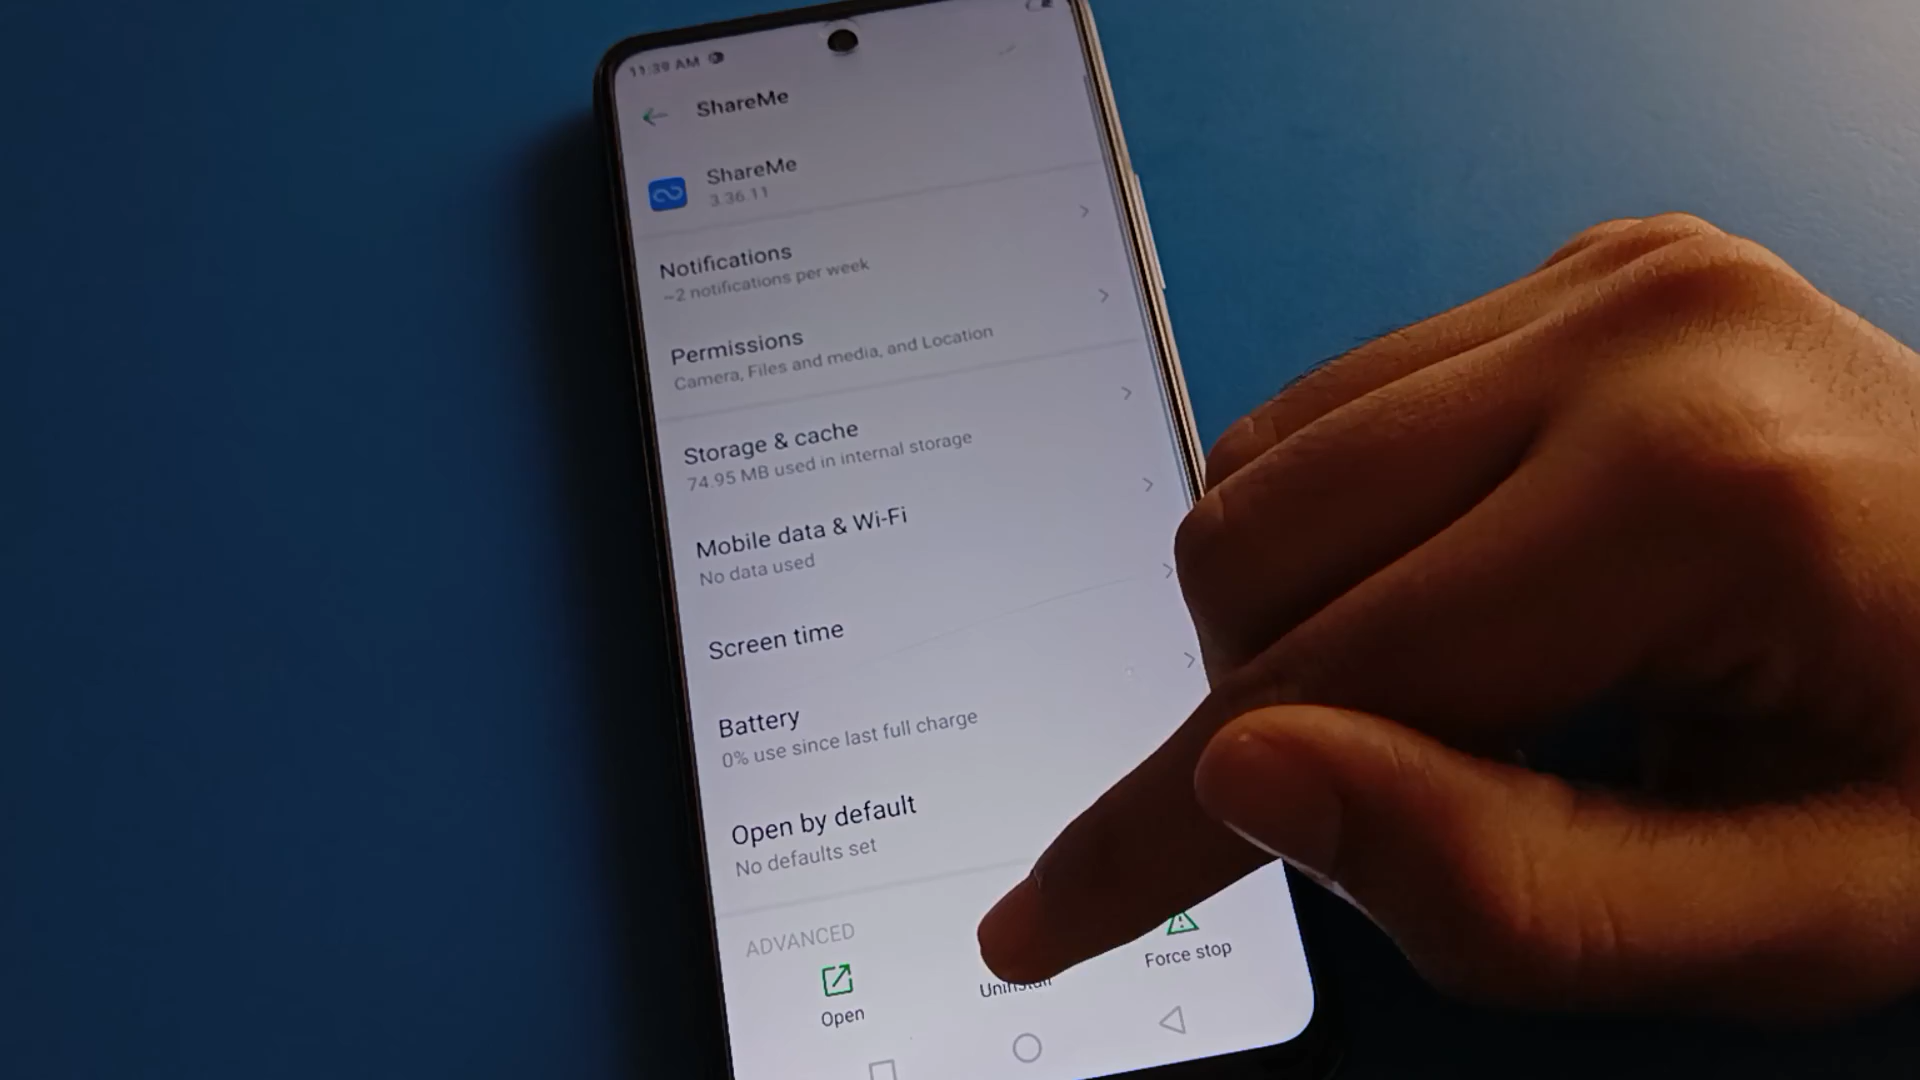 11:39 AM
ShareMe
ShareMe
3.36.11
Notifications
~2 notifications per week
Permissions
Camera, Files and media, and Location
Storage & cache
74.95 MB used in internal storage
Mobile data & Wi-Fi
No data used
Screen time
Battery
0% use since last full charge
Open by default
No defaults set
ADVANCED
Open
Uninstall
Force stop